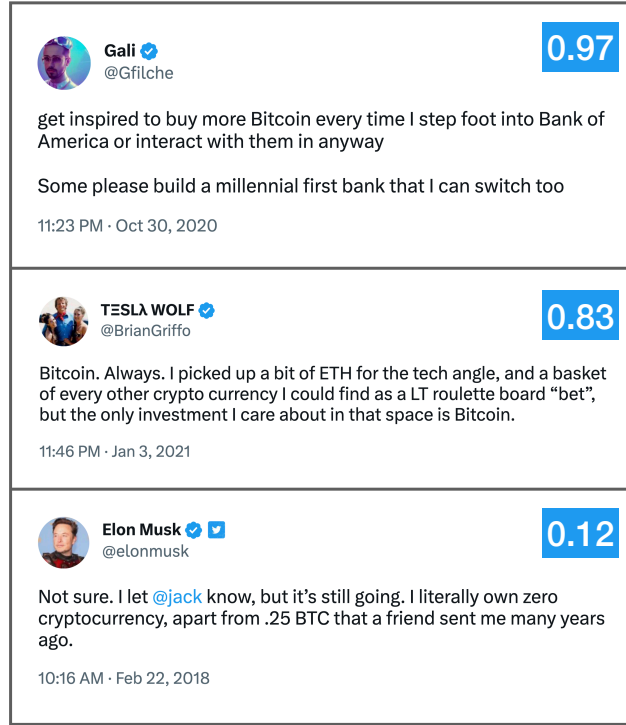 Gali
0.97
@Gfilche
get inspired to buy more Bitcoin every time I step foot into Bank of
America or interact with them in anyway
Some please build a millennial first bank that I can switch too
11:23 PM · Oct 30, 2020
TΞSLλ WOLF
0.83
@BrianGriffo
Bitcoin. Always. I picked up a bit of ETH for the tech angle, and a basket
of every other crypto currency I could find as a LT roulette board “bet”,
but the only investment I care about in that space is Bitcoin.
11:46 PM · Jan 3, 2021
Elon Musk
0.12
@elonmusk
Not sure. I let @jack know, but it’s still going. I literally own zero
cryptocurrency, apart from .25 BTC that a friend sent me many years
ago.
10:16 AM · Feb 22, 2018